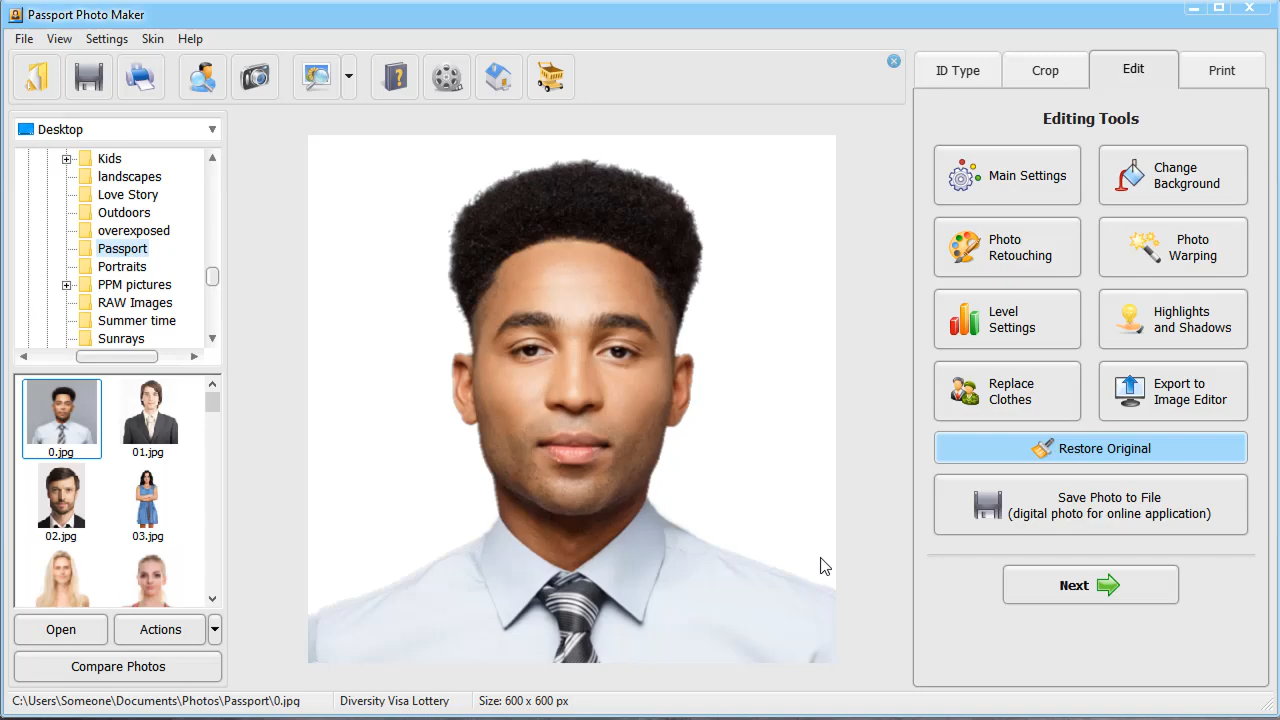 Passport Photo Maker
File View Settings Skin Help
ID Type Crop Edit Print
Desktop
Kids
landscapes
Love Story
Outdoors
overexposed
Passport
Portraits
PPM pictures
RAW Images
Summer time
Sunrays
0.jpg 01.jpg
02.jpg 03.jpg
Open Actions
Compare Photos
Editing Tools
Main Settings
Change
Background
Photo
Retouching
Photo
Warping
Level
Settings
Highlights
and Shadows
Replace
Clothes
Export to
Image Editor
Restore Original
Save Photo to File
(digital photo for online application)
Next
C:\Users\Someone\Documents\Photos\Passport\0.jpg Diversity Visa Lottery Size: 600 x 600 px